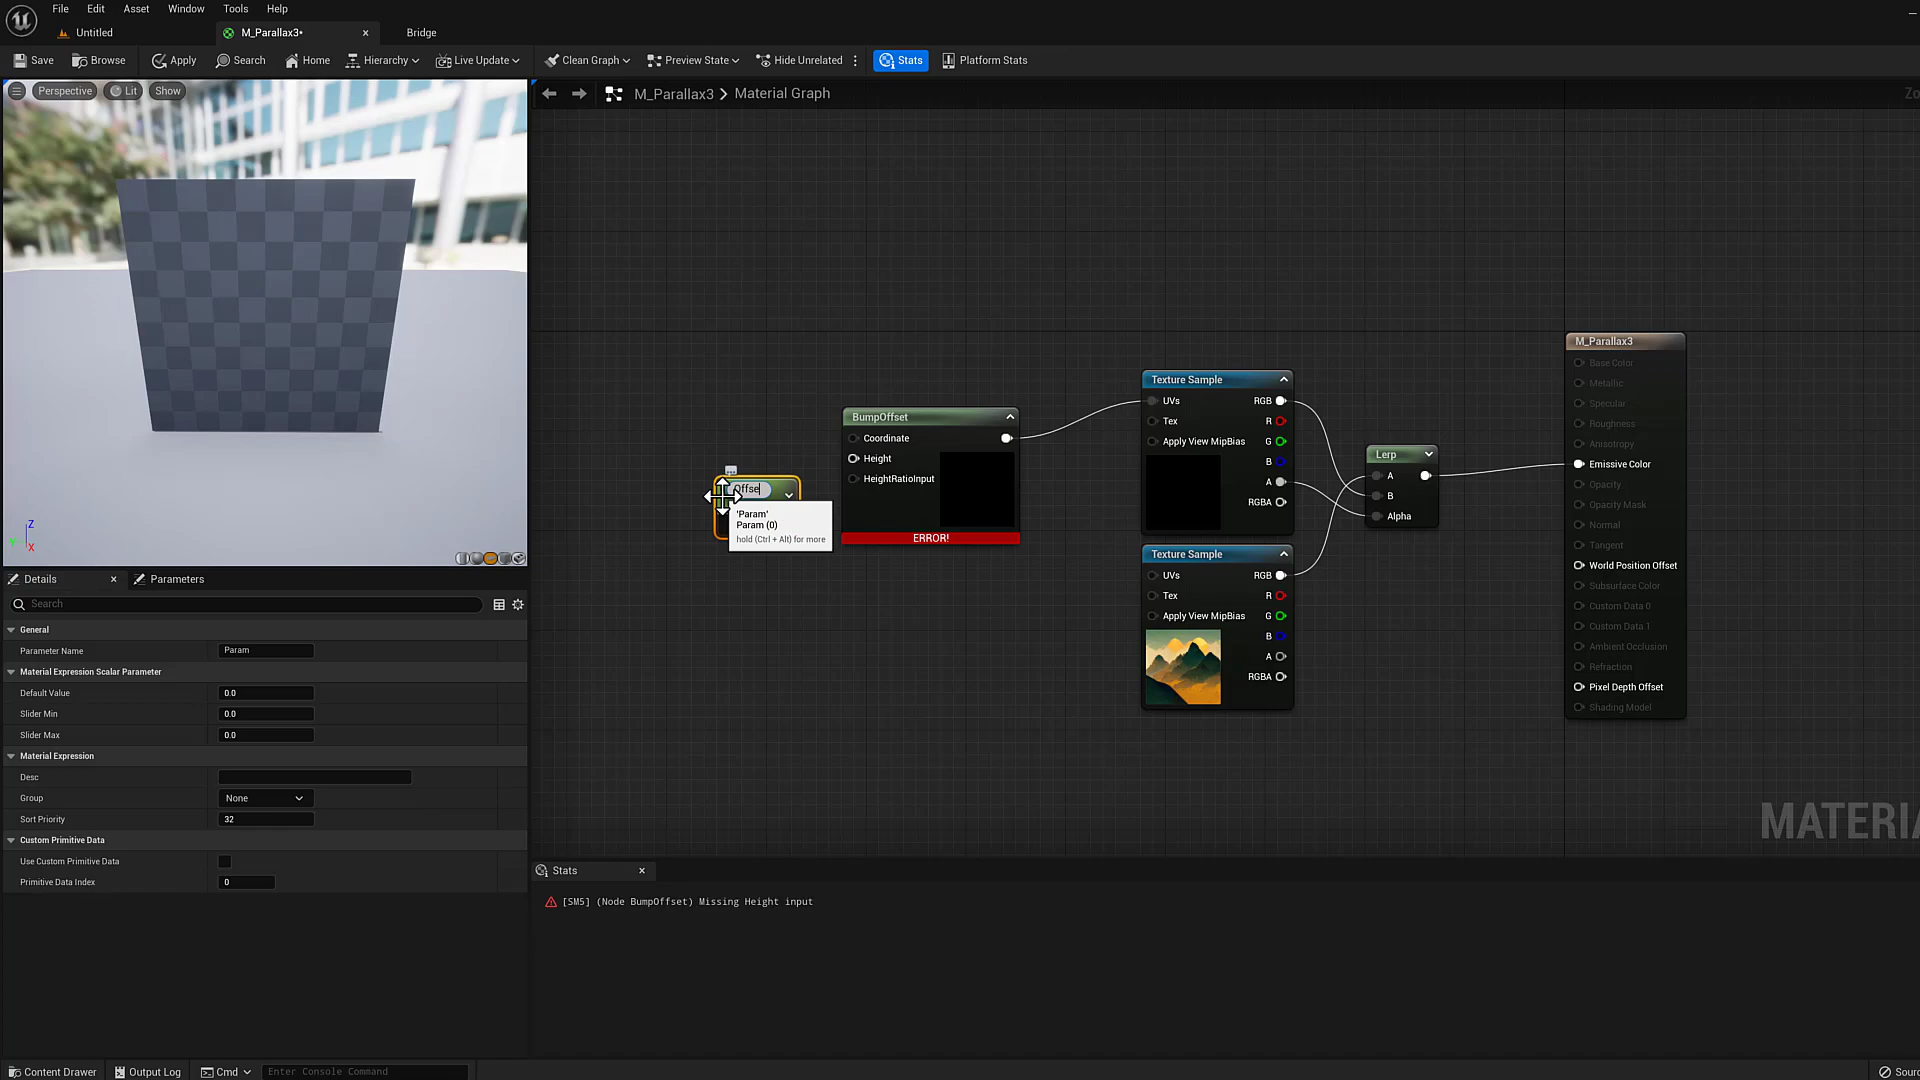 File Edit Asset Window Tools Help
Untitled M_Parallax3• Bridge
Save Browse Apply Search Home Hierarchy Live Update Clean Graph Preview State Hide Unrelated Stats Platform Stats
Perspective Lit Show
M_Parallax3 Material Graph Zo
Z
Y
X
M_Parallax3
Base Color
Metallic
Specular
Roughness
Anisotropy
Emissive Color
Opacity
Opacity Mask
Normal
Tangent
World Position Offset
Subsurface Color
Custom Data 0
Custom Data 1
Ambient Occlusion
Refraction
Pixel Depth Offset
Shading Model
Texture Sample
UVs RGB
Tex R
Apply View MipBias G
B
A
RGBA
Lerp
A
B
Alpha
BumpOffset
Coordinate
Height
HeightRatioInput
ERROR!
Offse
'Param'
Param (0)
hold (Ctrl + Alt) for more
Texture Sample
UVs RGB
Tex R
Apply View MipBias G
B
A
RGBA
MATERIA
Details Parameters
Search
General
Parameter Name Param
Material Expression Scalar Parameter
Default Value 0.0
Slider Min 0.0
Slider Max 0.0
Material Expression
Desc
Group None
Sort Priority 32
Custom Primitive Data
Use Custom Primitive Data
Primitive Data Index 0
Stats
[SM5] (Node BumpOffset) Missing Height input
Content Drawer Output Log Cmd Enter Console Command Sourc